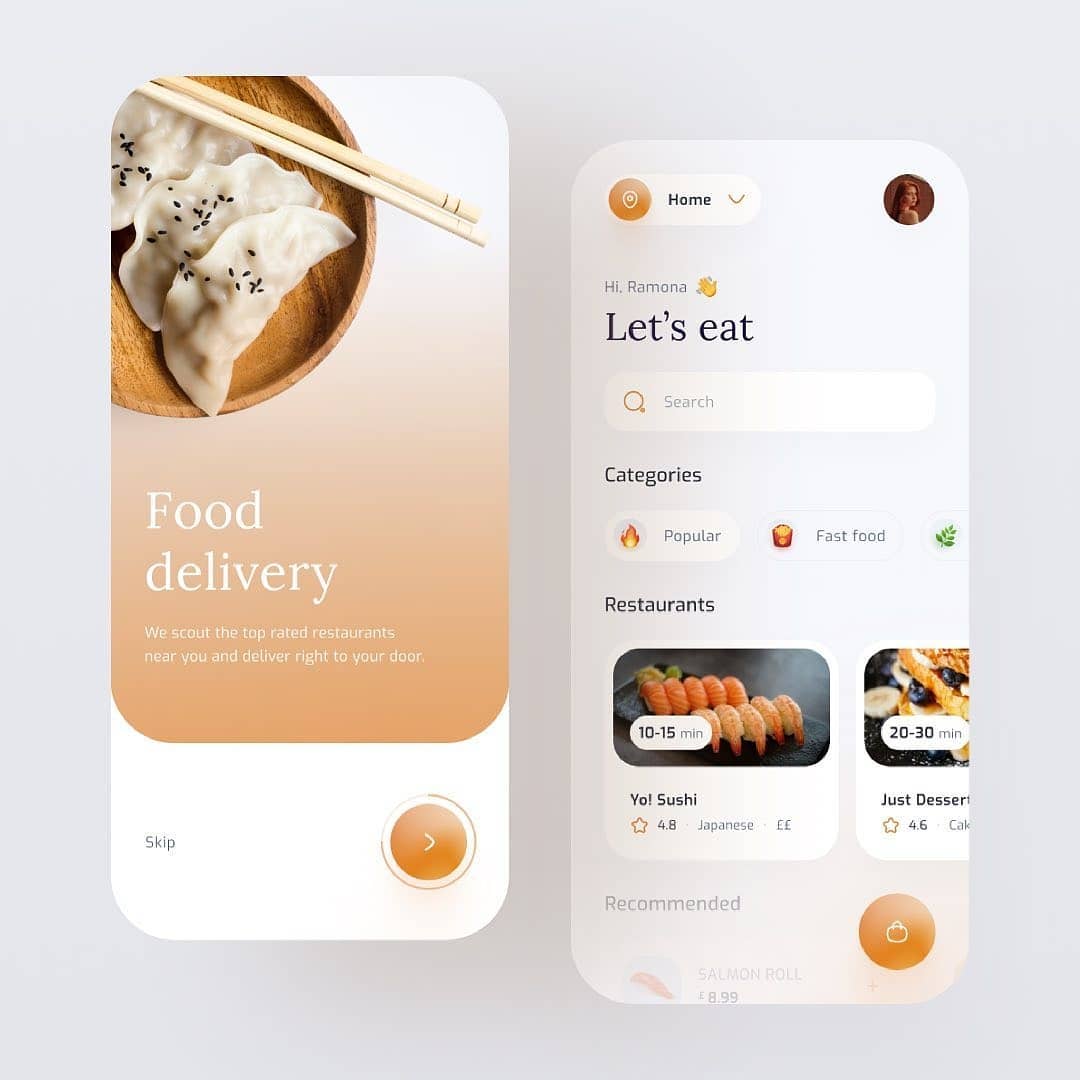 Food
delivery
We scout the top rated restaurants
near you and deliver right to your door.
Skip
Home
Hi, Ramona 👋
Let's eat
Search
Categories
Popular
Fast food
Restaurants
10-15 min
Yo! Sushi
4.8 · Japanese · ££
20-30 min
Just Dessert
4.6 · Cak
Recommended
SALMON ROLL
£ 8.99
+